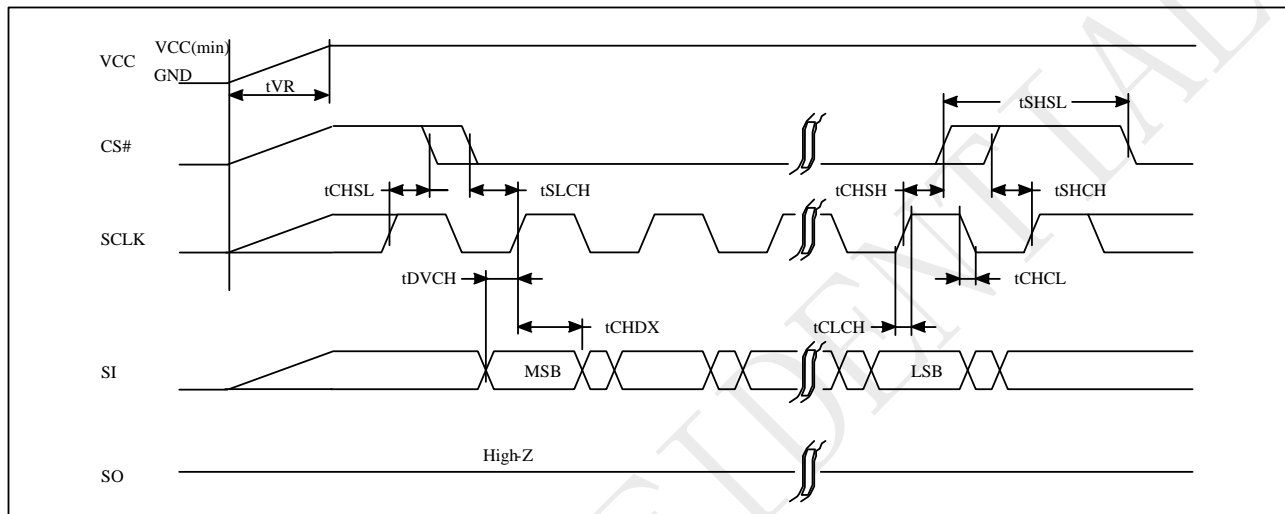 VCC(min)
VCC
GND
tVR
tSHSL
CS#
tCHSL
tSLCH
tCHSH
tSHCH
SCLK
tDVCH
tCHCL
tCHDX
tCLCH
SI
MSB
LSB
High-Z
SO
IDENTIAL